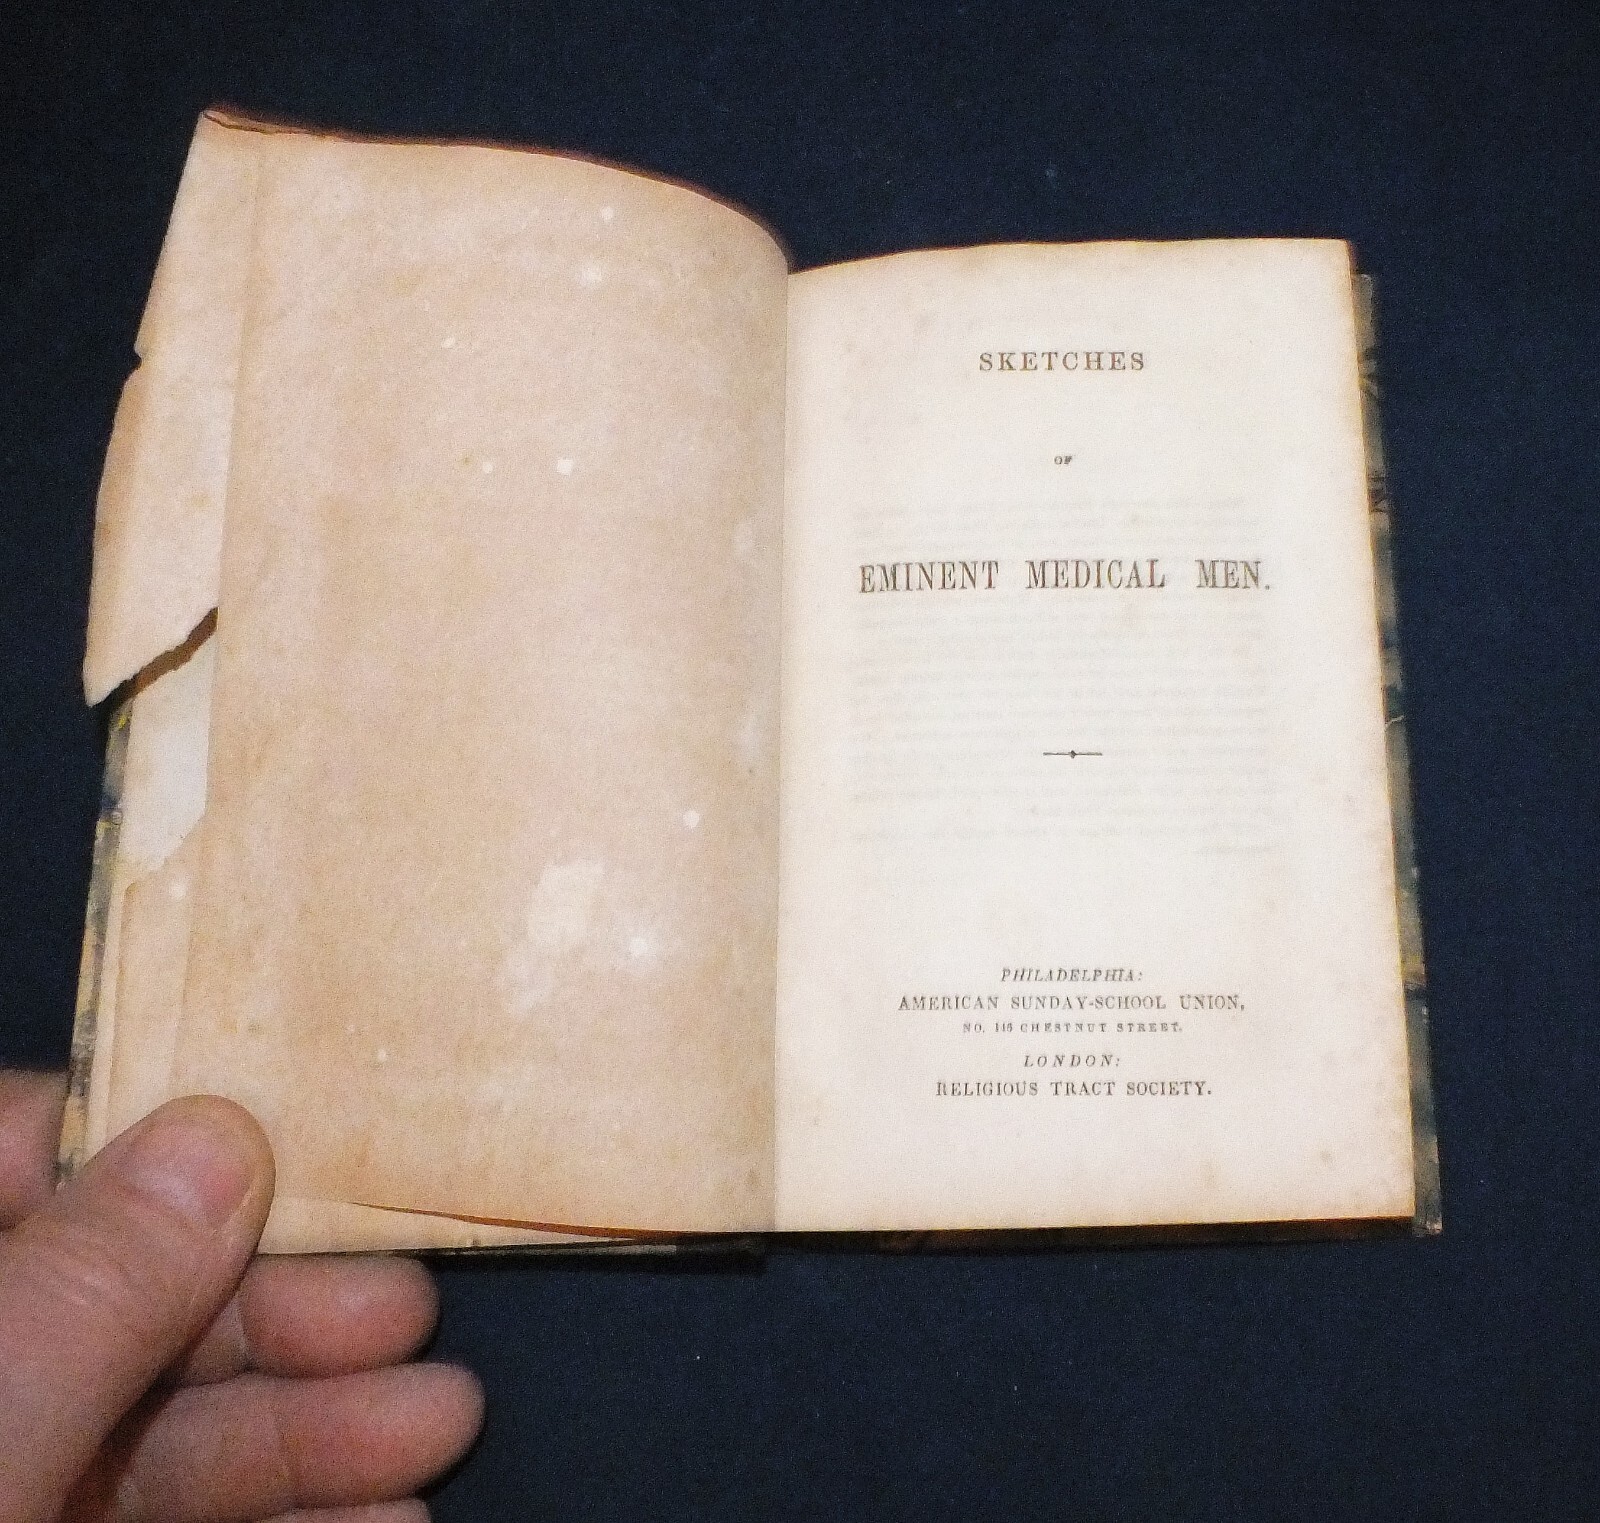 SKETCHES
OF
EMINENT MEDICAL MEN.
PHILADELPHIA:
AMERICAN SUNDAY-SCHOOL UNION,
NO. 146 CHESTNUT STREET.
LONDON:
RELIGIOUS TRACT SOCIETY.